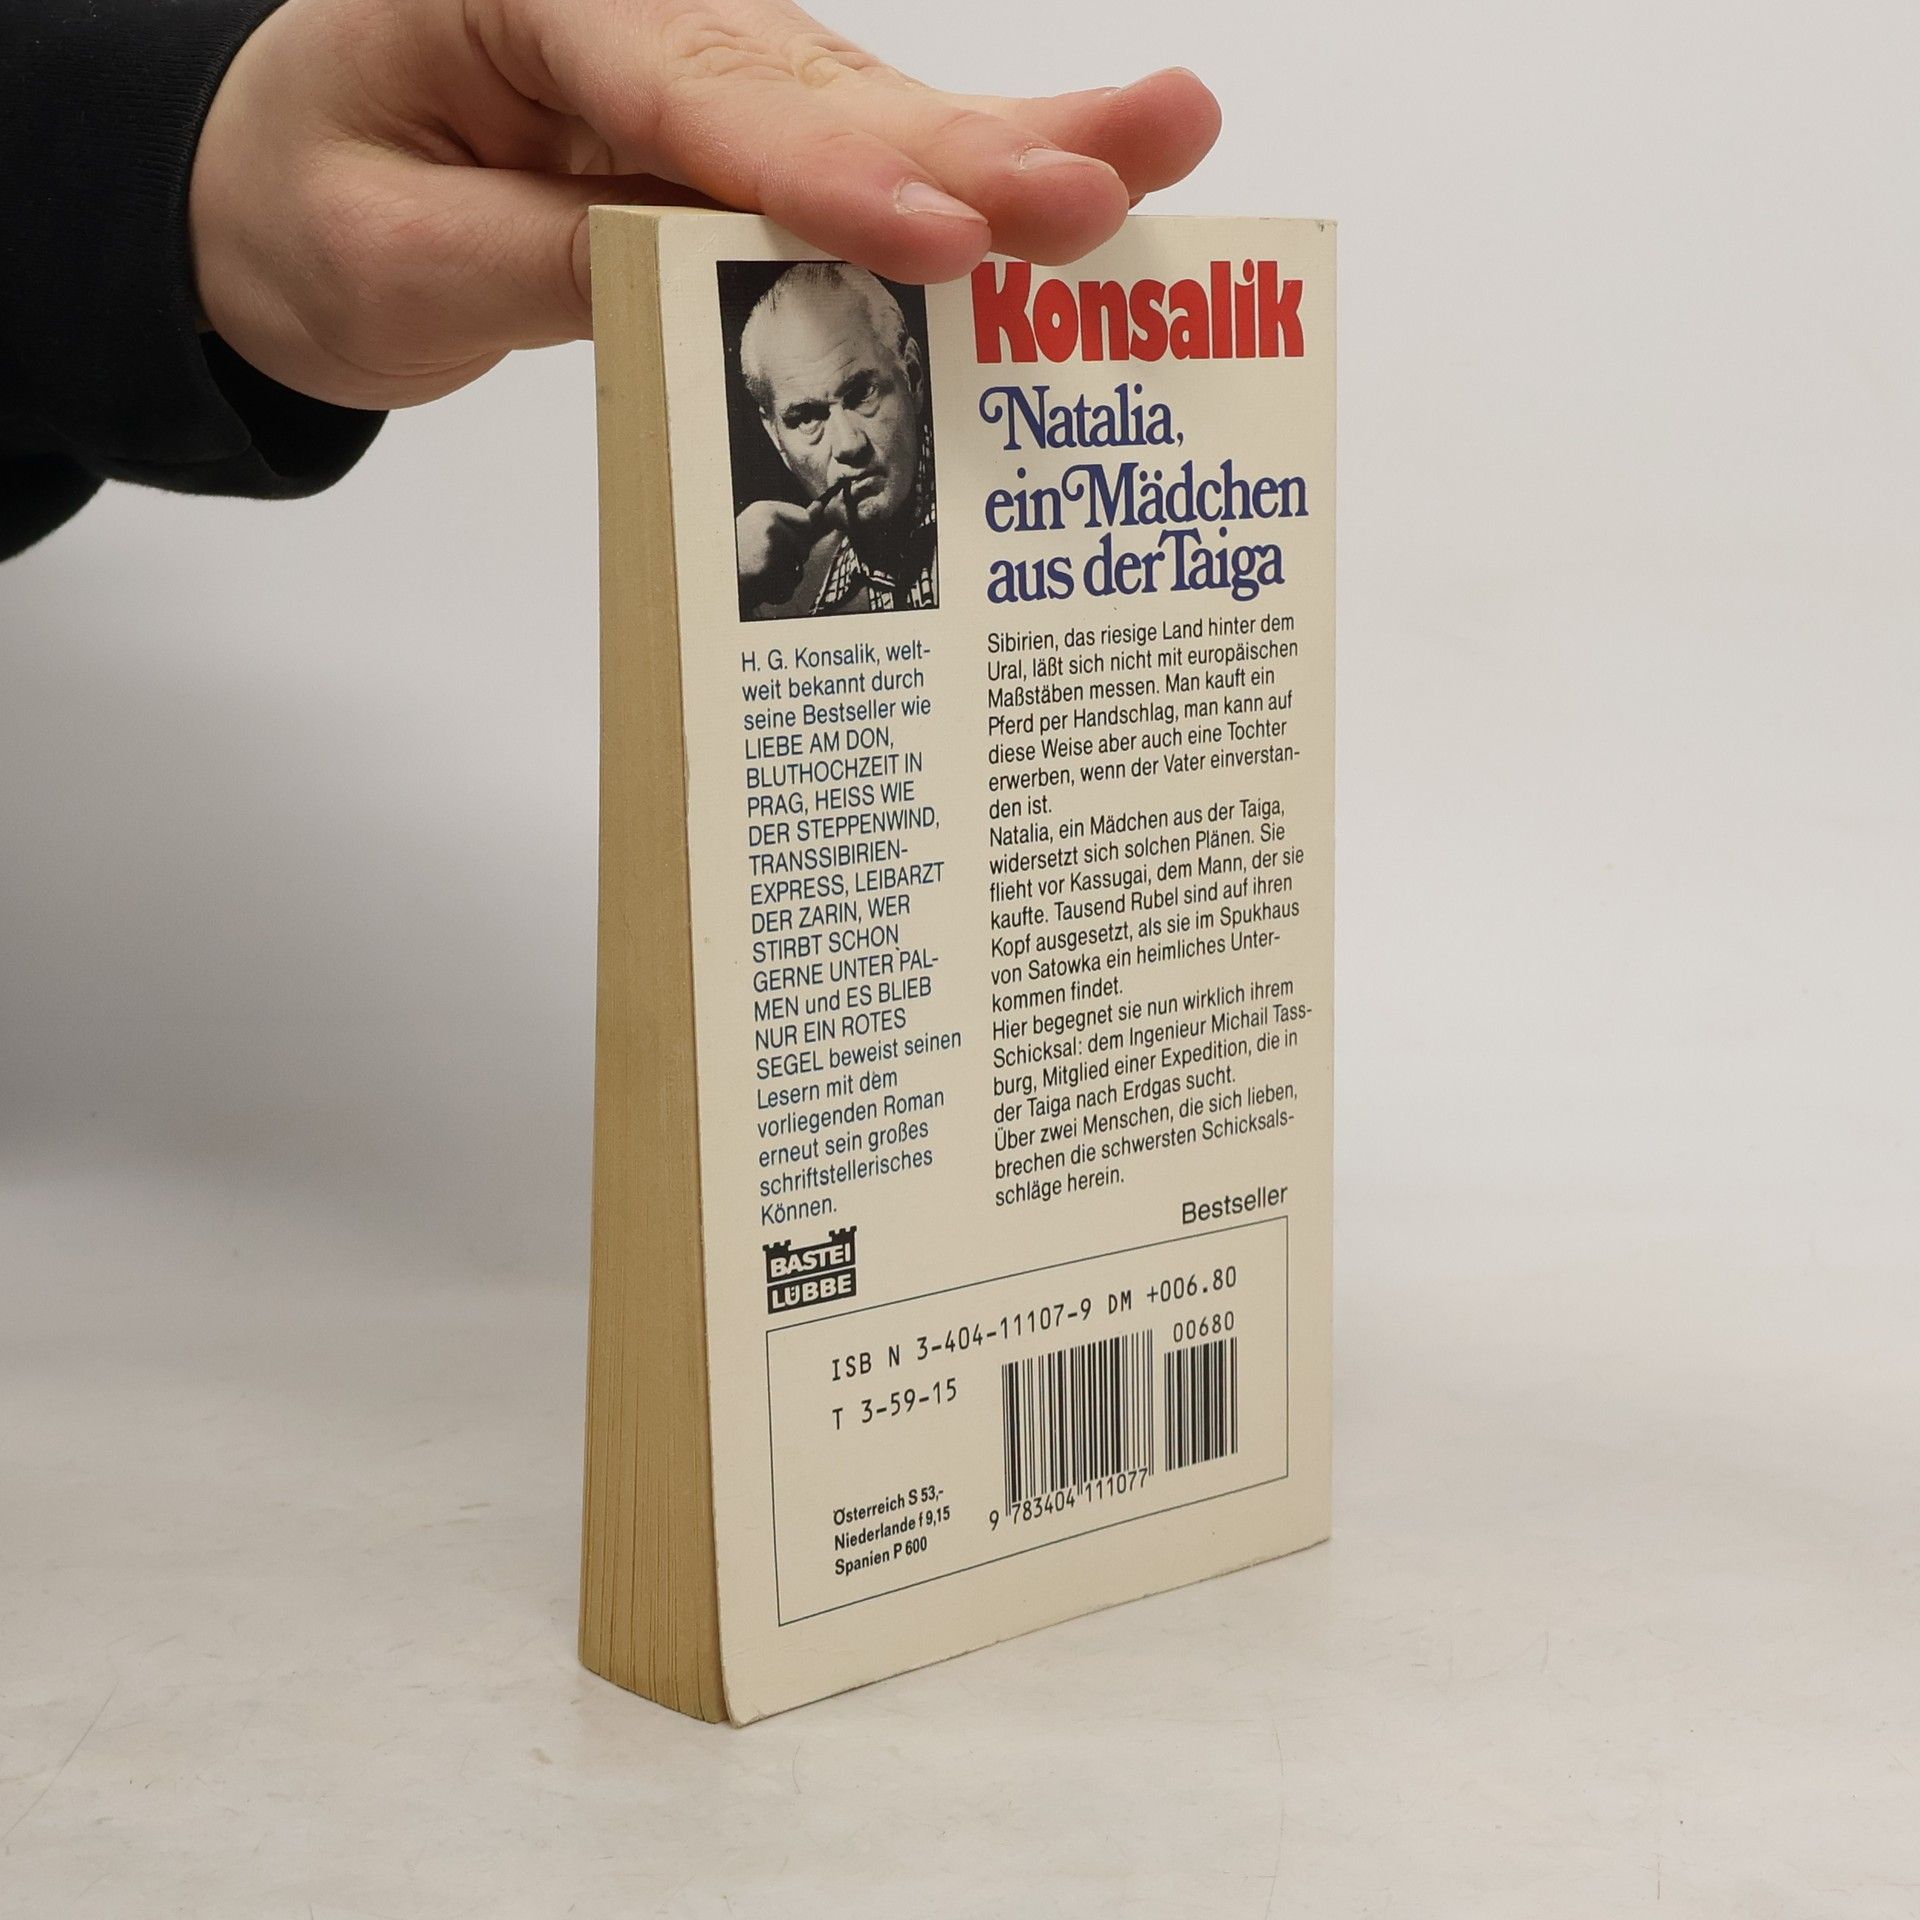 Konsalik
Natalia,
ein Mädchen
aus der Taiga
H. G. Konsalik, welt-
weit bekannt durch
seine Bestseller wie
LIEBE AM DON,
BLUTHOCHZEIT IN
PRAG, HEISS WIE
DER STEPPENWIND,
TRANSSIBIRIEN-
EXPRESS, LEIBARZT
DER ZARIN, WER
STIRBT SCHON
GERNE UNTER PAL-
MEN und ES BLIEB
NUR EIN ROTES
SEGEL beweist seinen
Lesern mit dem
vorliegenden Roman
erneut sein großes
schriftstellerisches
Können.
Sibirien, das riesige Land hinter dem
Ural, läßt sich nicht mit europäischen
Maßstäben messen. Man kauft ein
Pferd per Handschlag, man kann auf
diese Weise aber auch eine Tochter
erwerben, wenn der Vater einverstan-
den ist.
Natalia, ein Mädchen aus der Taiga,
widersetzt sich solchen Plänen. Sie
flieht vor Kassugai, dem Mann, der sie
kaufte. Tausend Rubel sind auf ihren
Kopf ausgesetzt, als sie im Spukhaus
von Satowka ein heimliches Unter-
kommen findet.
Hier begegnet sie nun wirklich ihrem
Schicksal: dem Ingenieur Michail Tass-
burg, Mitglied einer Expedition, die in
der Taiga nach Erdgas sucht.
Über zwei Menschen, die sich lieben,
brechen die schwersten Schicksals-
schläge herein.
Bestseller
BASTEI
LÜBBE
ISB N 3-404-11107-9 DM +006.80
00680
T 3-59-15
9 783404 111077
Österreich S 53,-
Niederlande f 9,15
Spanien P 600